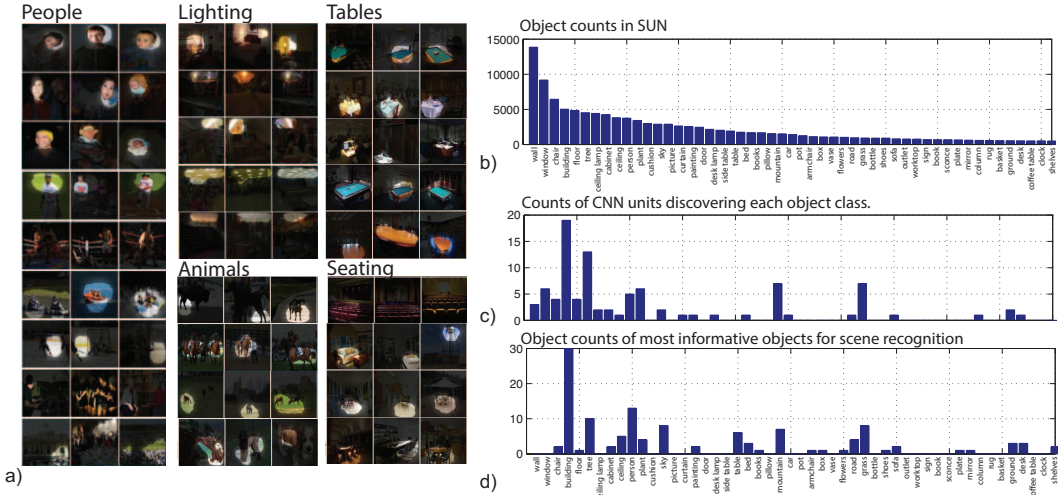 People
Lighting
Tables
Animals
Seating
a)
Object counts in SUN
15000
10000
5000
0
b)
wall
window
chair
building
floor
tree
ceiling lamp
cabinet
ceiling
person
plant
cushion
sky
picture
curtain
painting
door
desk lamp
side table
table
bed
books
pillow
mountain
car
pot
armchair
box
vase
flowers
road
grass
bottle
shoes
sofa
outlet
worktop
sign
book
sconce
plate
mirror
column
rug
basket
ground
desk
coffee table
clock
shelves
Counts of CNN units discovering each object class.
20
15
10
5
0
c)
Object counts of most informative objects for scene recognition
30
20
10
0
d)
wall
window
chair
building
floor
tree
ceiling lamp
cabinet
ceiling
person
plant
cushion
sky
picture
curtain
painting
door
desk lamp
side table
table
bed
books
pillow
mountain
car
pot
armchair
box
vase
flowers
road
grass
bottle
shoes
sofa
outlet
worktop
sign
book
sconce
plate
mirror
column
rug
basket
ground
desk
coffee table
clock
shelves